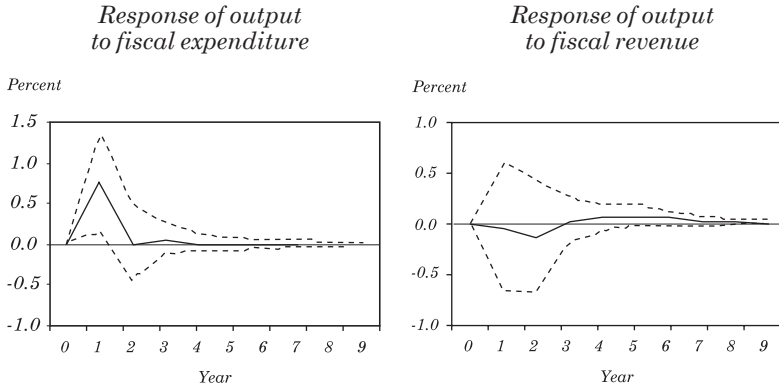 Response of output
to fiscal expenditure
Percent
1.5
1.0
0.5
0.0
-0.5
-1.0
0 1 2 3 4 5 6 7 8 9
Year
Response of output
to fiscal revenue
Percent
1.0
0.5
0.0
-0.5
-1.0
0 1 2 3 4 5 6 7 8 9
Year